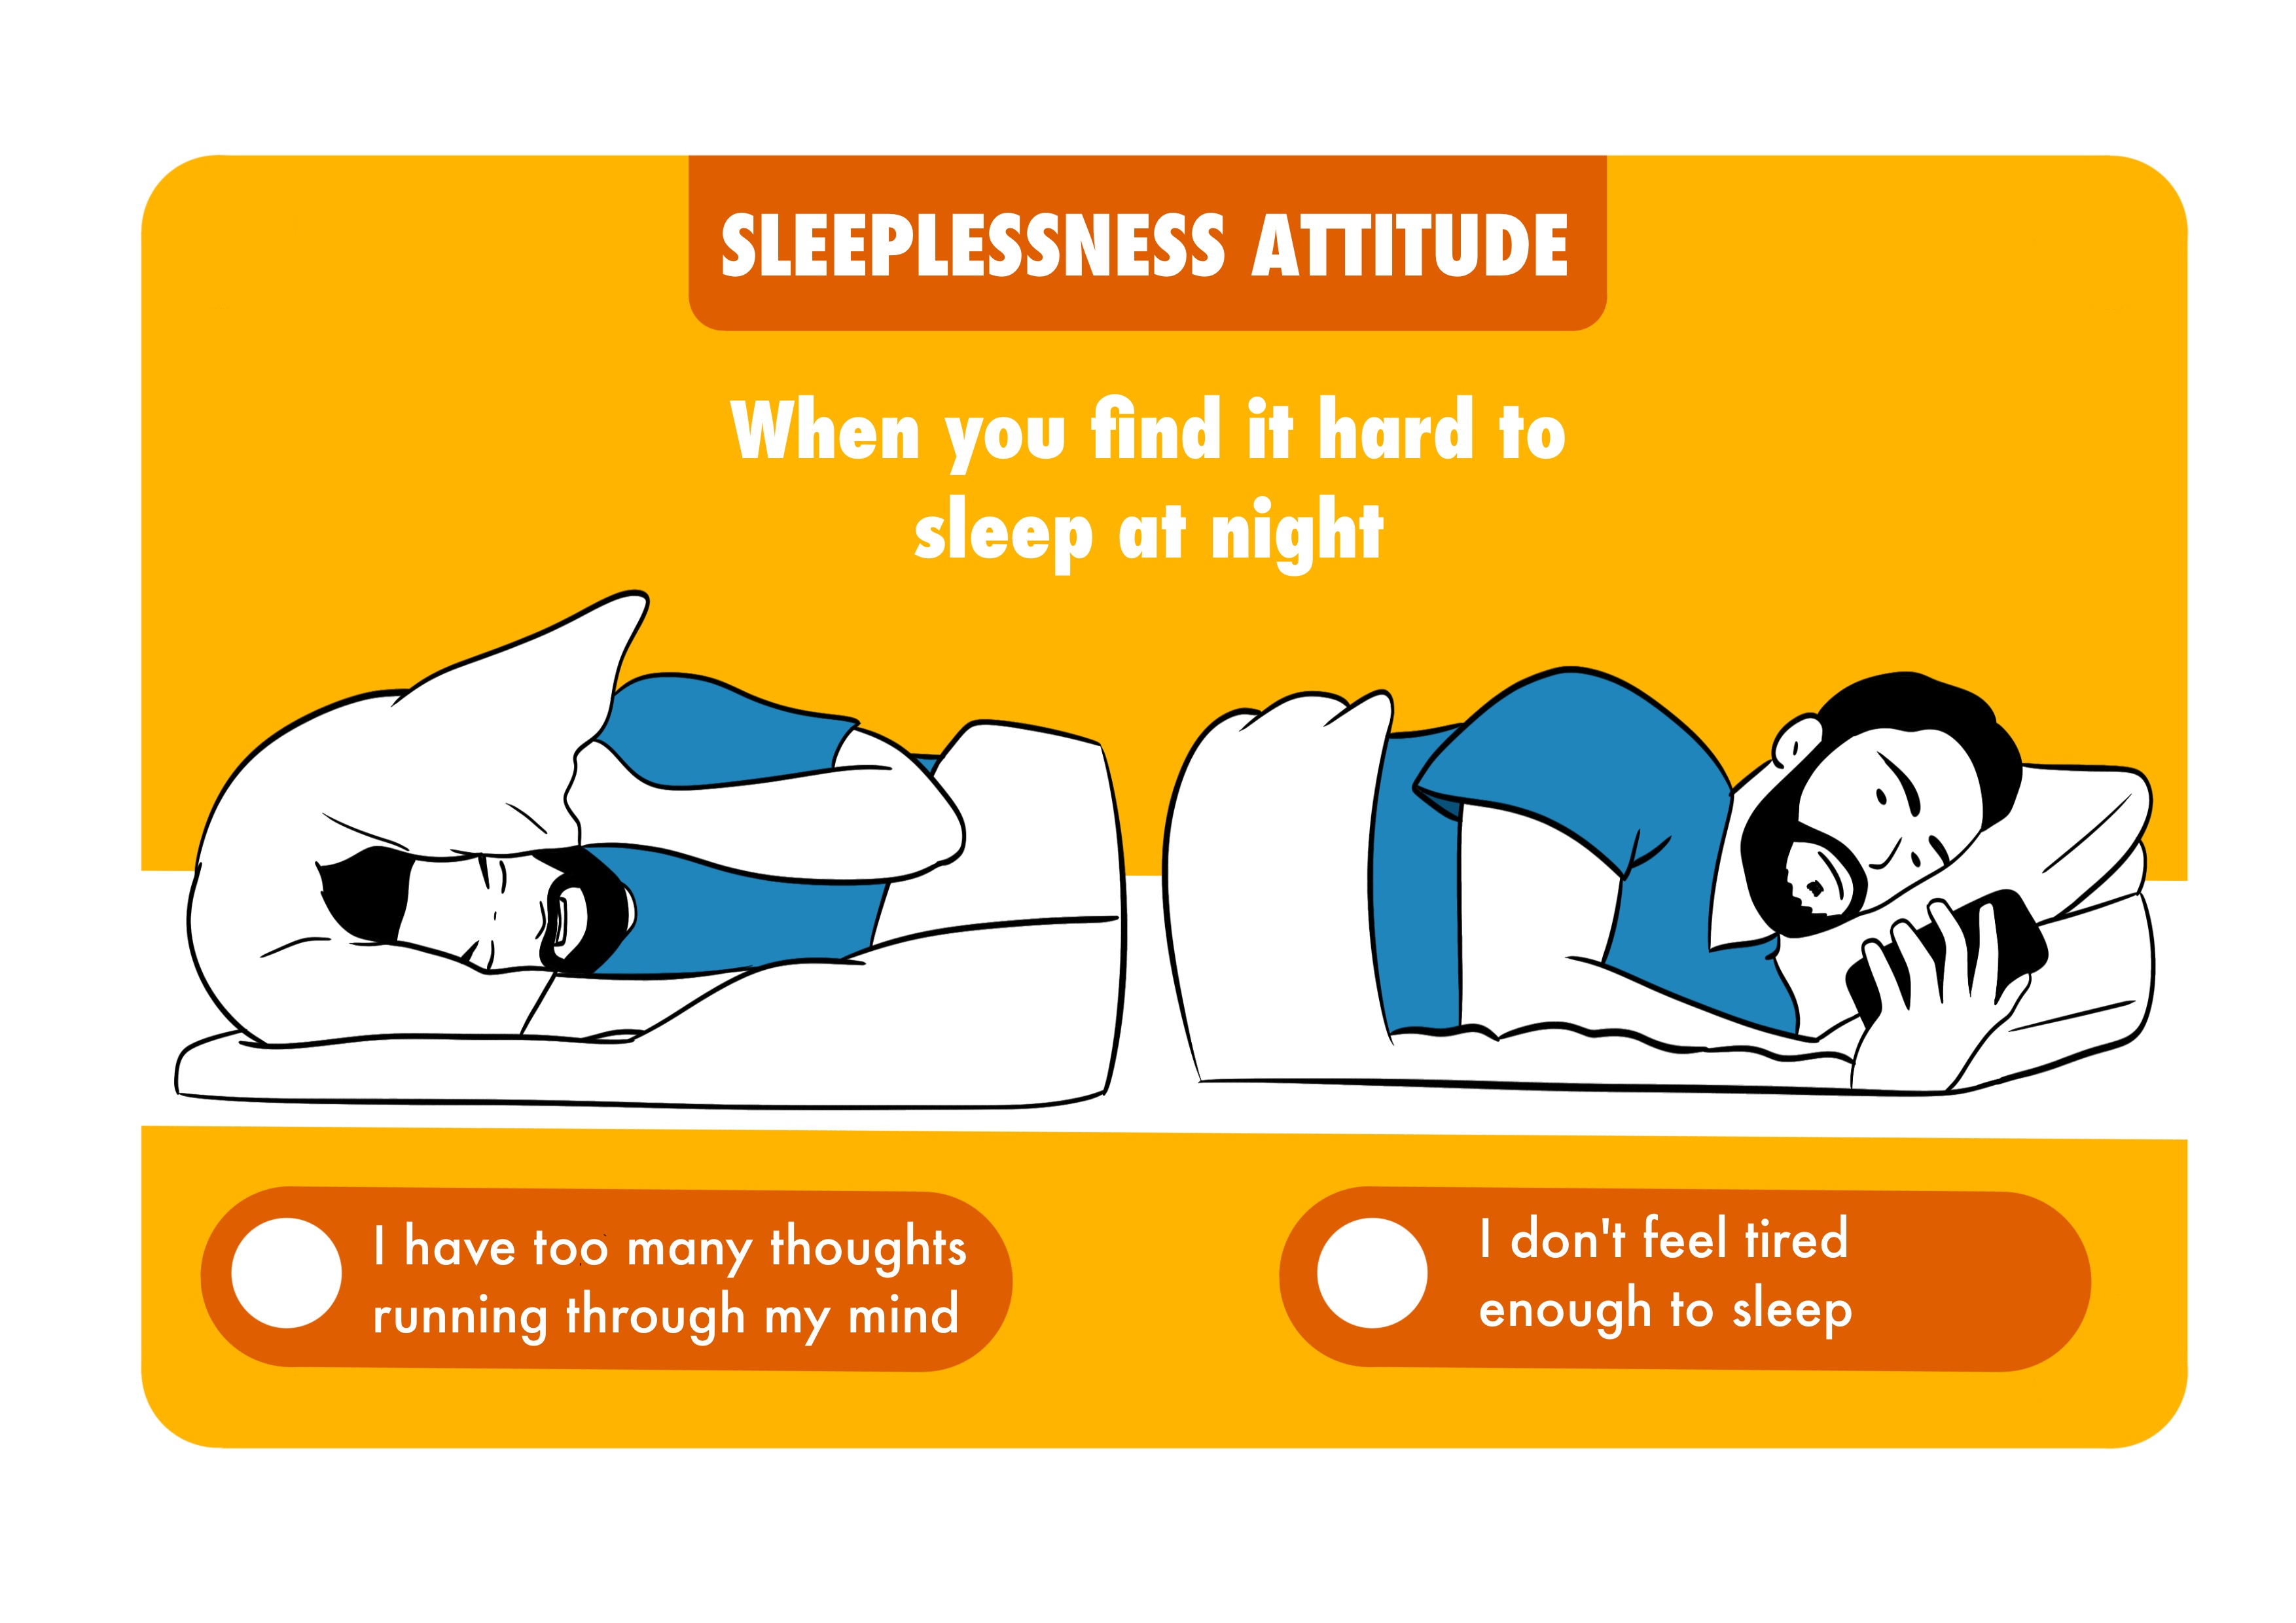 SLEEPLESSNESS ATTITUDE
When you find it hard to
sleep at night
I have too many thoughts
running through my mind
I don't feel tired
enough to sleep